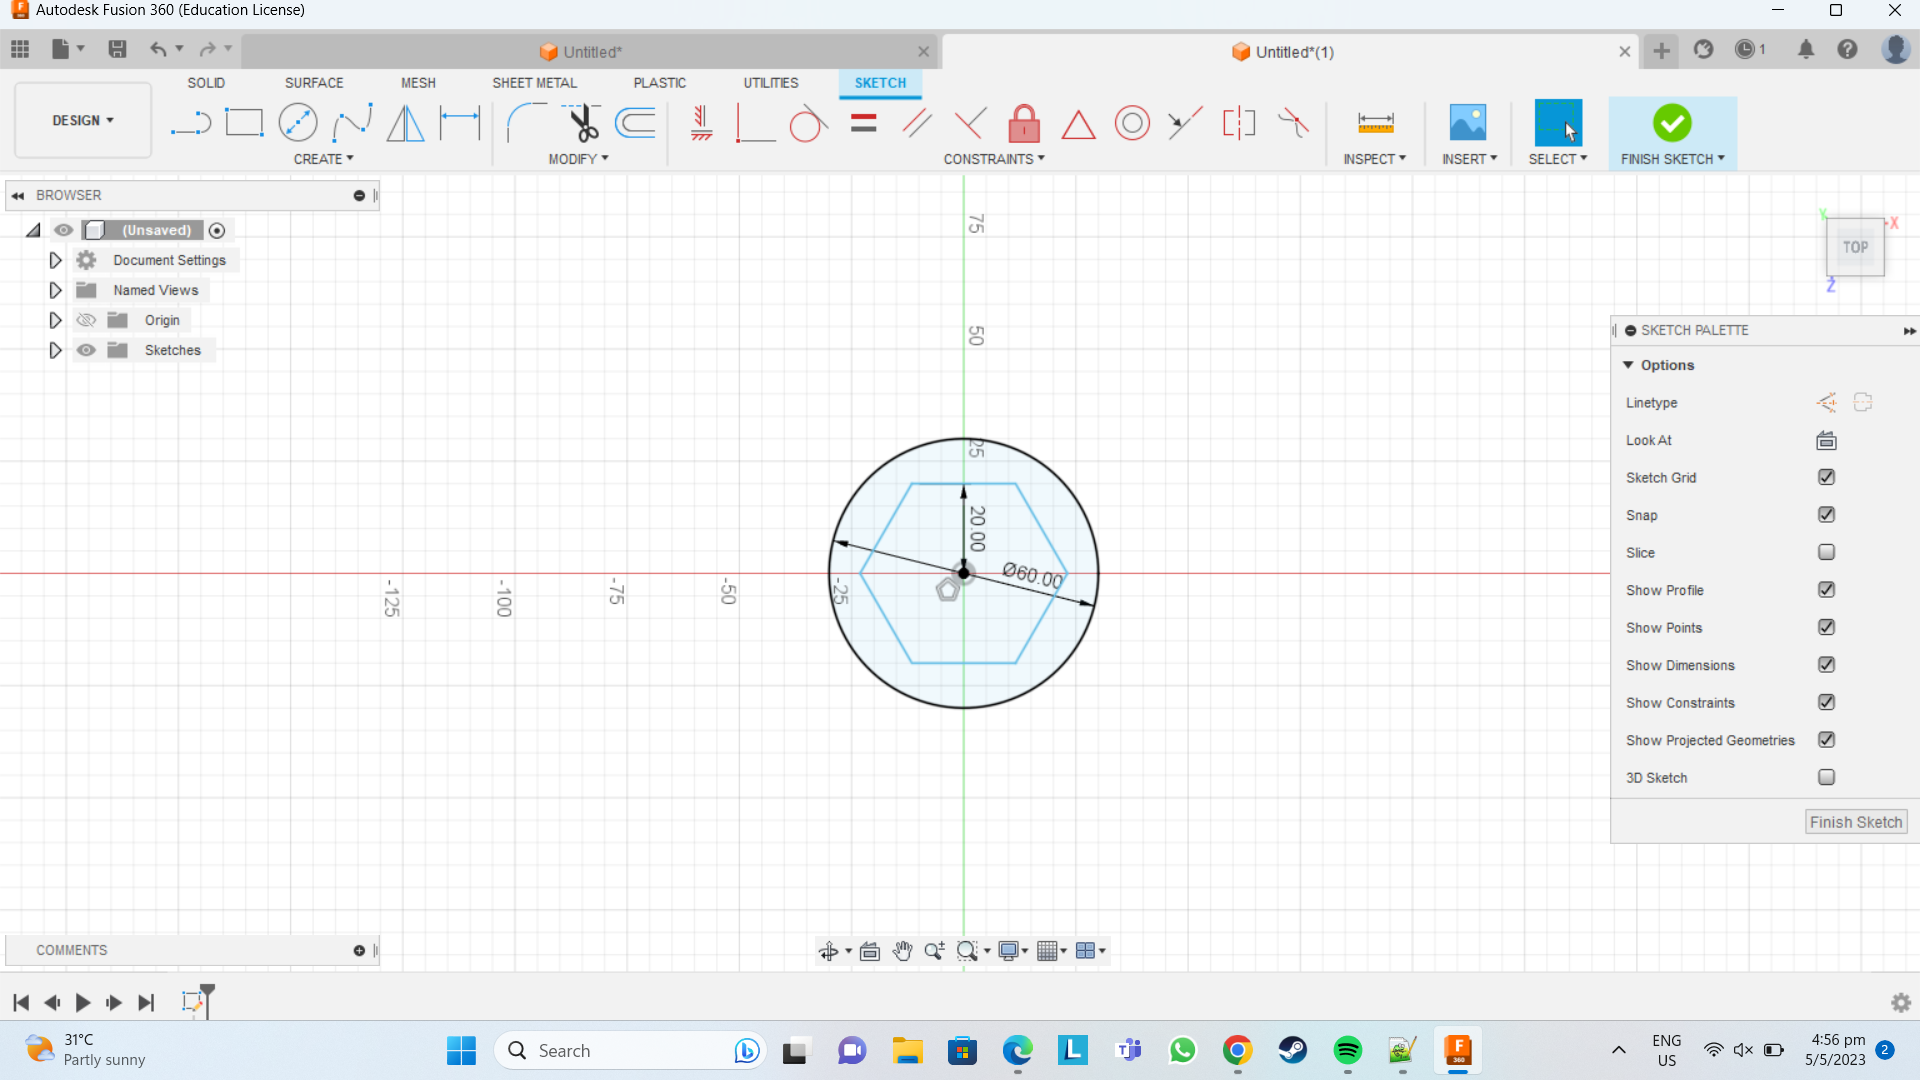 Autodesk Fusion 360 (Education License)
Untitled*
Untitled*(1)
1
SOLID
SURFACE
MESH
SHEET METAL
PLASTIC
UTILITIES
SKETCH
DESIGN
CREATE
MODIFY
CONSTRAINTS
INSPECT
INSERT
SELECT
FINISH SKETCH
BROWSER
(Unsaved)
Document Settings
Named Views
Origin
Sketches
75
50
25
20.00
Ø60.00
-125
-100
-75
-50
-25
Y
X
TOP
Z
SKETCH PALETTE
Options
Linetype
Look At
Sketch Grid
Snap
Slice
Show Profile
Show Points
Show Dimensions
Show Constraints
Show Projected Geometries
3D Sketch
Finish Sketch
COMMENTS
31°C
Partly sunny
Search
L
F
360
ENG
US
4:56 pm
5/5/2023
2